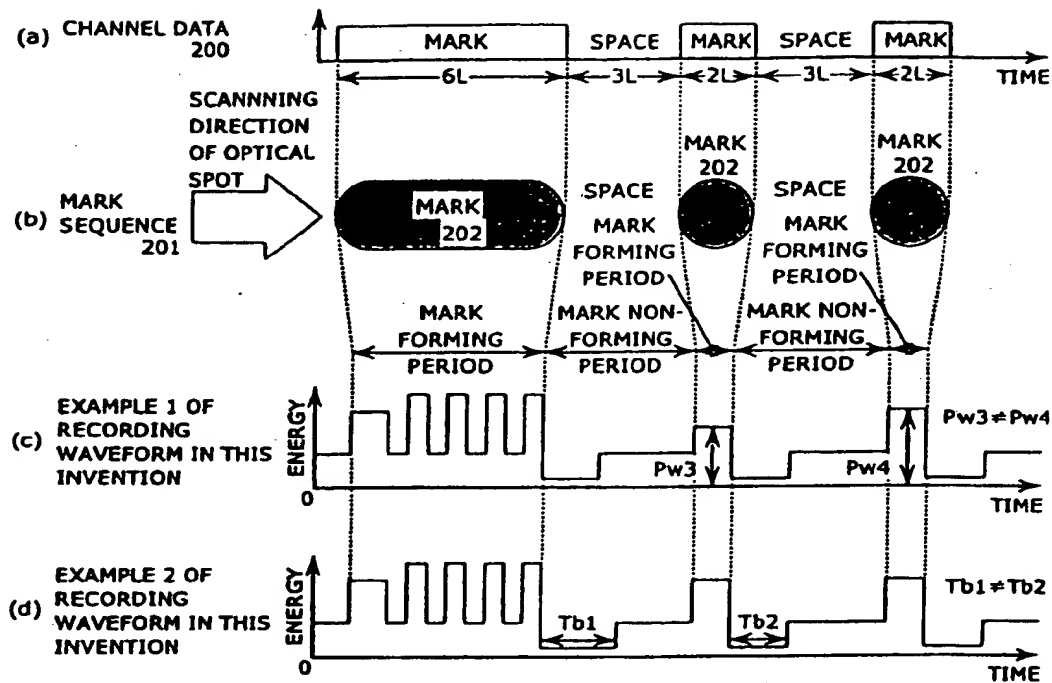 (a) CHANNEL DATA
200
MARK SPACE MARK SPACE MARK
6L 3L 2L 3L 2L TIME
SCANNNING
DIRECTION
OF OPTICAL
SPOT
(b) MARK
SEQUENCE
201
MARK
202
SPACE
MARK
202
SPACE
MARK
202
MARK
FORMING
PERIOD
MARK
FORMING
PERIOD
MARK
FORMING
PERIOD
MARK NON-
FORMING
PERIOD
MARK NON-
FORMING
PERIOD
(c) EXAMPLE 1 OF
RECORDING
WAVEFORM IN THIS
INVENTION
ENERGY
0
Pw3
Pw4
Pw3≠Pw4
TIME
(d) EXAMPLE 2 OF
RECORDING
WAVEFORM IN THIS
INVENTION
ENERGY
0
Tb1
Tb2
Tb1≠Tb2
TIME